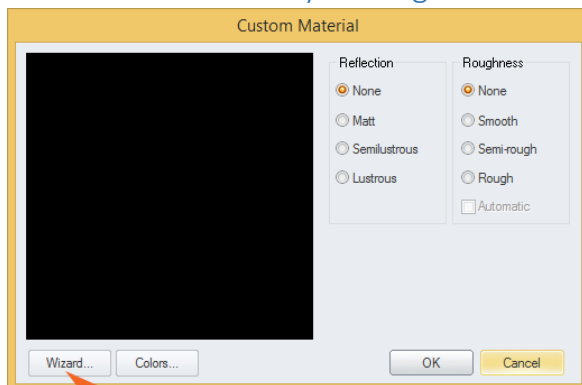 Custom Material
Reflection
None
Matt
Semilustrous
Lustrous
Roughness
None
Smooth
Semi-rough
Rough
Automatic
Wizard...
Colors...
OK
Cancel